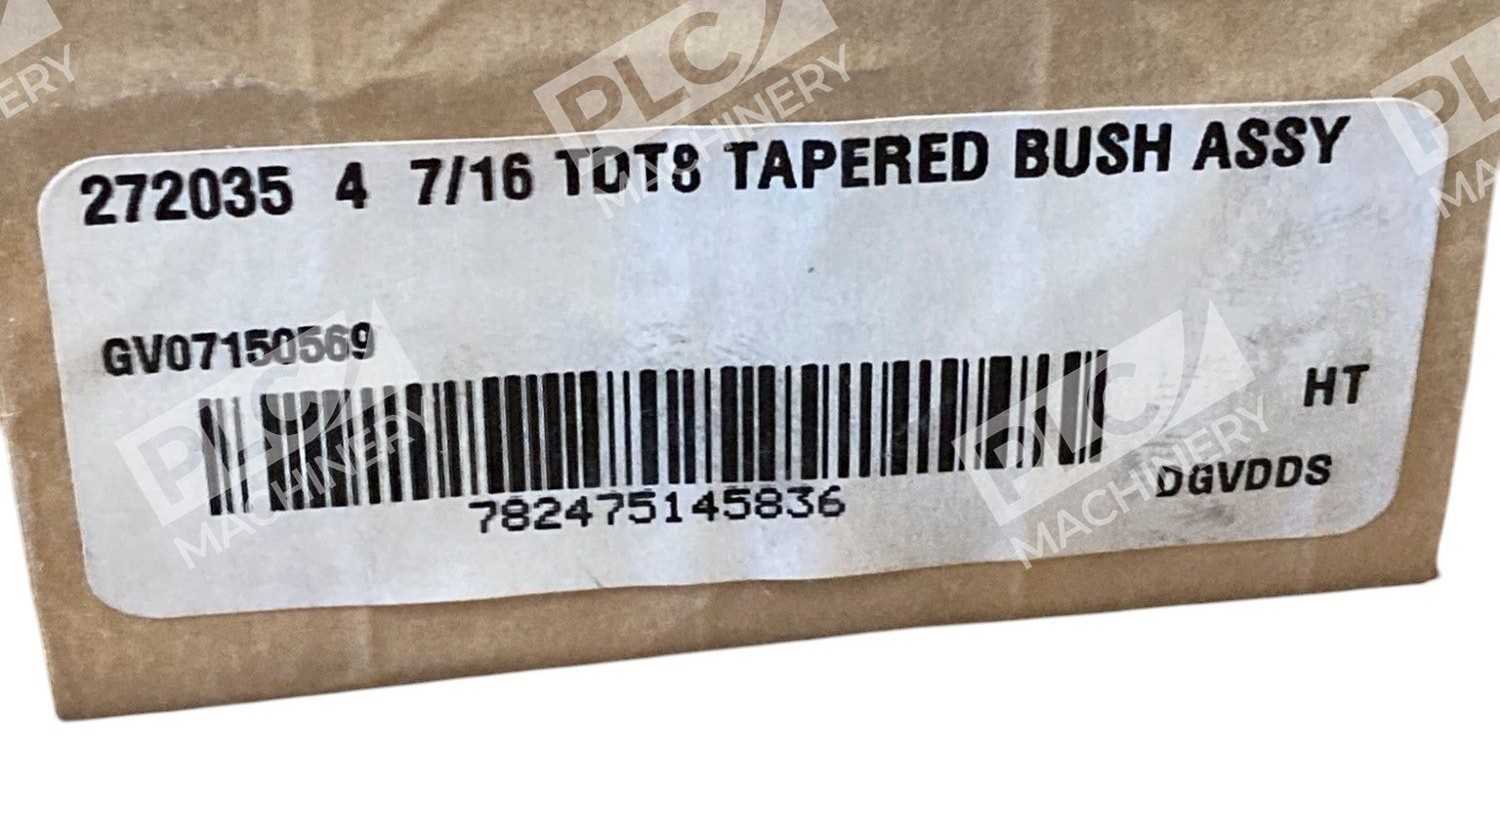 272035 4 7/16 TDT8 TAPERED BUSH ASSY
GV07150569
HT
782475145836
DGVDDS
PLC MACHINERY
PLC MACHINERY
PLC MACHINERY